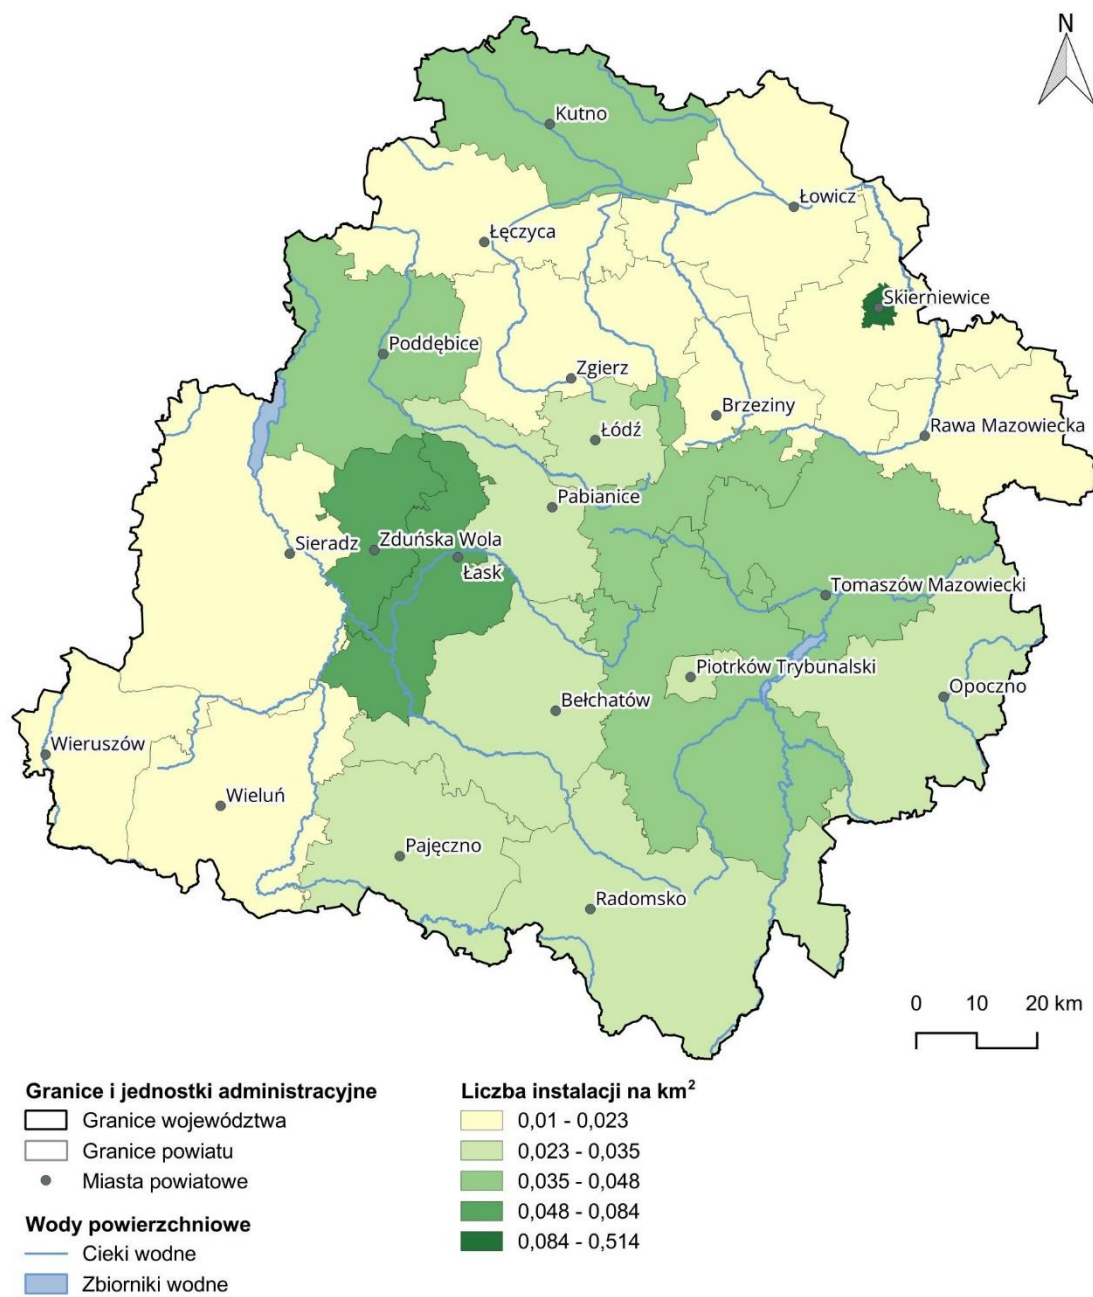 N
Kutno
Łowicz
Łęczyca
Skierniewice
Poddębice
Zgierz
Brzeziny
Rawa Mazowiecka
Łódź
Pabianice
Sieradz
Zduńska Wola
Łask
Tomaszów Mazowiecki
Piotrków Trybunalski
Opoczno
Bełchatów
Wieruszów
Wieluń
Pajęczno
Radomsko
0 10 20 km
Granice i jednostki administracyjne
Granice województwa
Granice powiatu
Miasta powiatowe
Wody powierzchniowe
Cieki wodne
Zbiorniki wodne
Liczba instalacji na km²
0,01 - 0,023
0,023 - 0,035
0,035 - 0,048
0,048 - 0,084
0,084 - 0,514